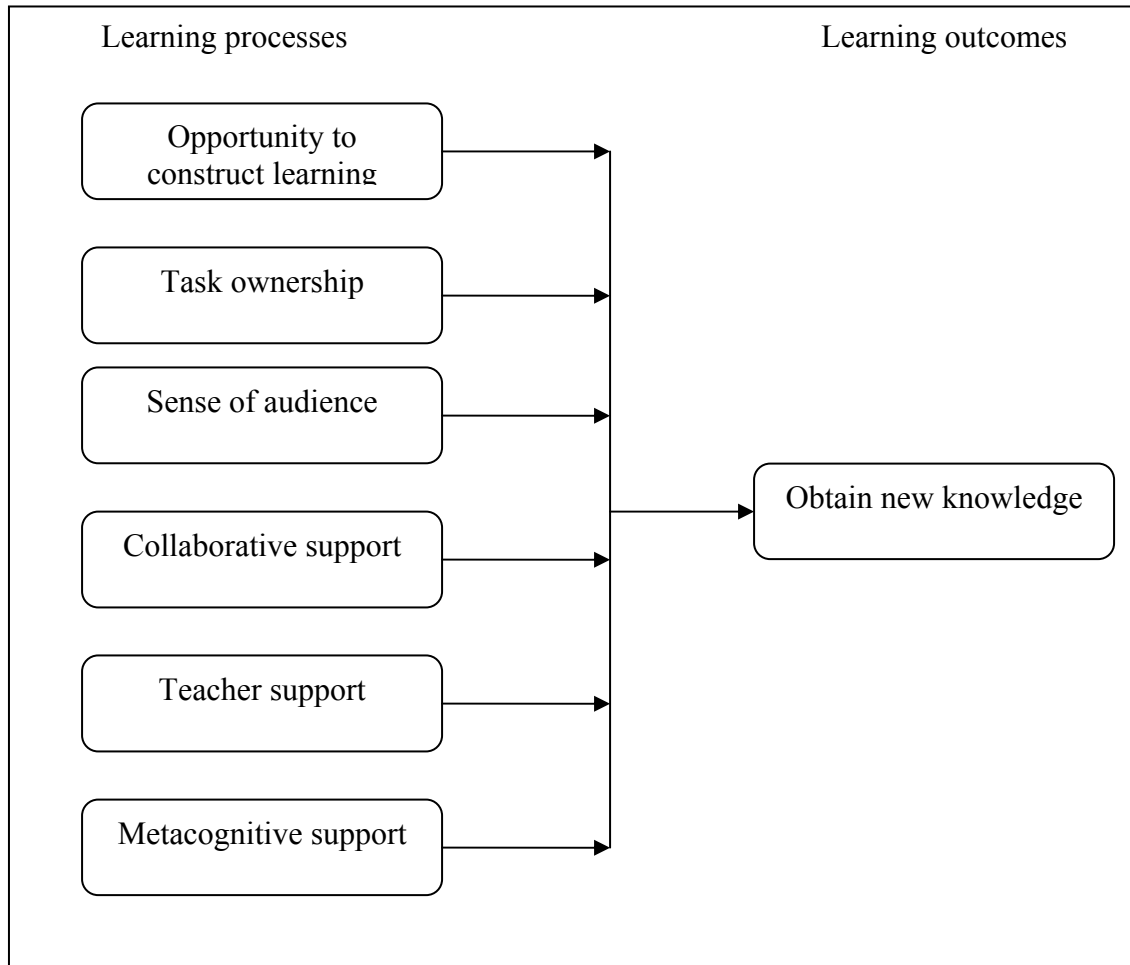 Learning processes
Learning outcomes
Opportunity to
construct learning
Task ownership
Sense of audience
Obtain new knowledge
Collaborative support
Teacher support
Metacognitive support